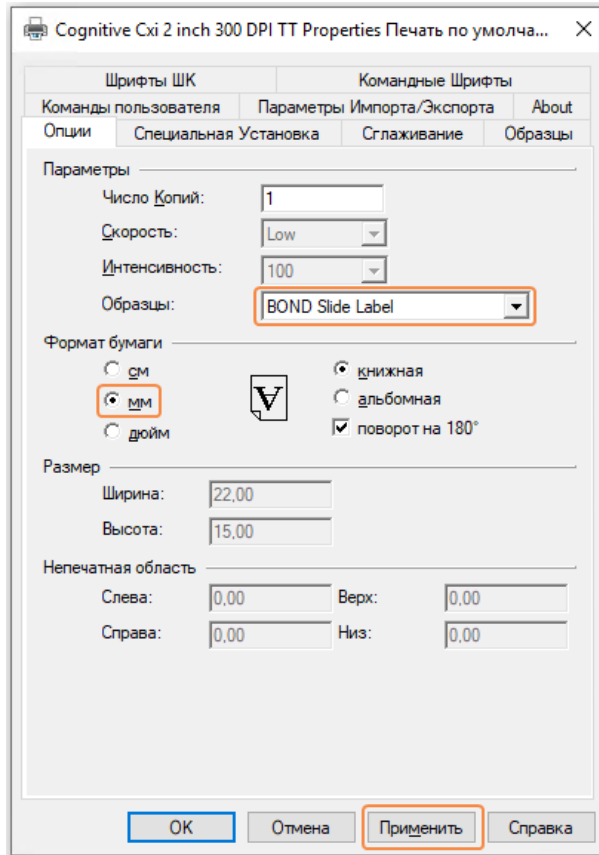 Cognitive Cxi 2 inch 300 DPI TT Properties Печать по умолча...
Шрифты ШК Командные Шрифты
Команды пользователя Параметры Импорта/Экспорта About
Опции Специальная Установка Сглаживание Образцы
Параметры
Число Копий: 1
Скорость: Low
Интенсивность: 100
Образцы: BOND Slide Label
Формат бумаги
см
мм
дюйм
A
книжная
альбомная
поворот на 180°
Размер
Ширина: 22,00
Высота: 15,00
Непечатная область
Слева: 0,00 Верх: 0,00
Справа: 0,00 Низ: 0,00
OK Отмена Применить Справка